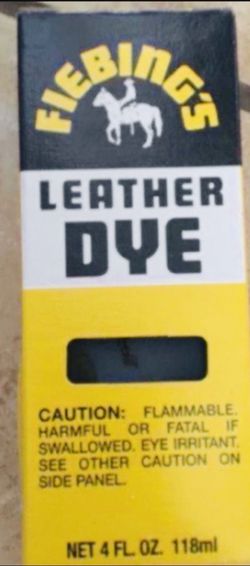 FIEBING'S
LEATHER
DYE
CAUTION: FLAMMABLE.
HARMFUL OR FATAL IF
SWALLOWED. EYE IRRITANT.
SEE OTHER CAUTION ON
SIDE PANEL.
NET 4 FL. OZ. 118ml